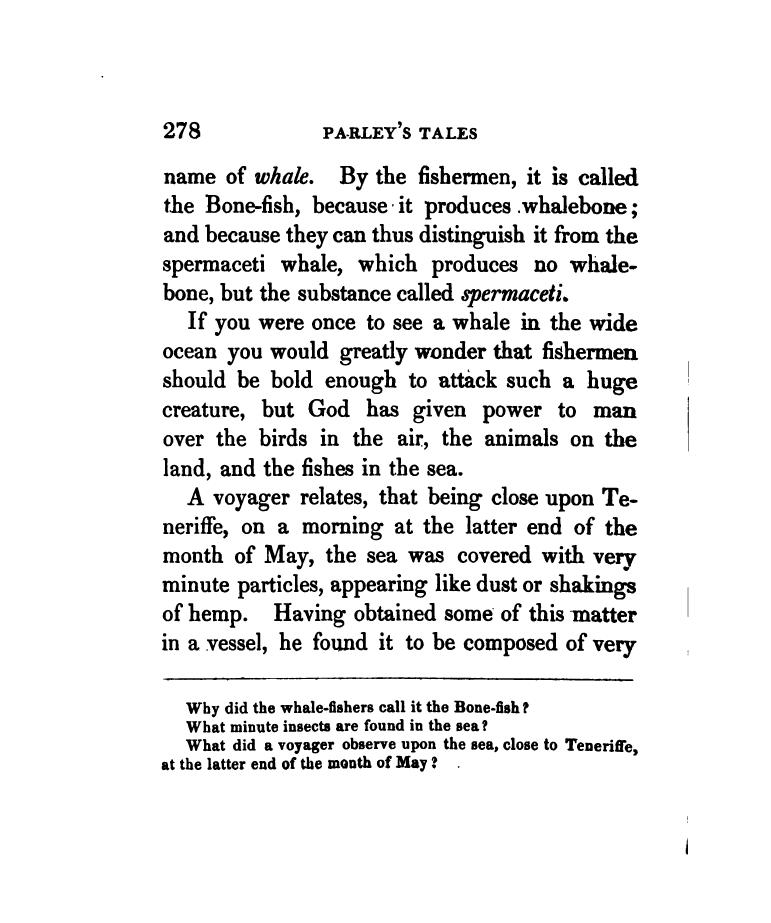 278 PARLEY'S TALES
name of whale. By the fishermen, it is called
the Bone-fish, because it produces whalebone;
and because they can thus distinguish it from the
spermaceti whale, which produces no whale-
bone, but the substance called spermaceti.
If you were once to see a whale in the wide
ocean you would greatly wonder that fishermen
should be bold enough to attack such a huge
creature, but God has given power to man
over the birds in the air, the animals on the
land, and the fishes in the sea.
A voyager relates, that being close upon Te-
neriffe, on a morning at the latter end of the
month of May, the sea was covered with very
minute particles, appearing like dust or shakings
of hemp. Having obtained some of this matter
in a vessel, he found it to be composed of very
Why did the whale-fishers call it the Bone-fish?
What minute insects are found in the sea?
What did a voyager observe upon the sea, close to Teneriffe,
at the latter end of the month of May?